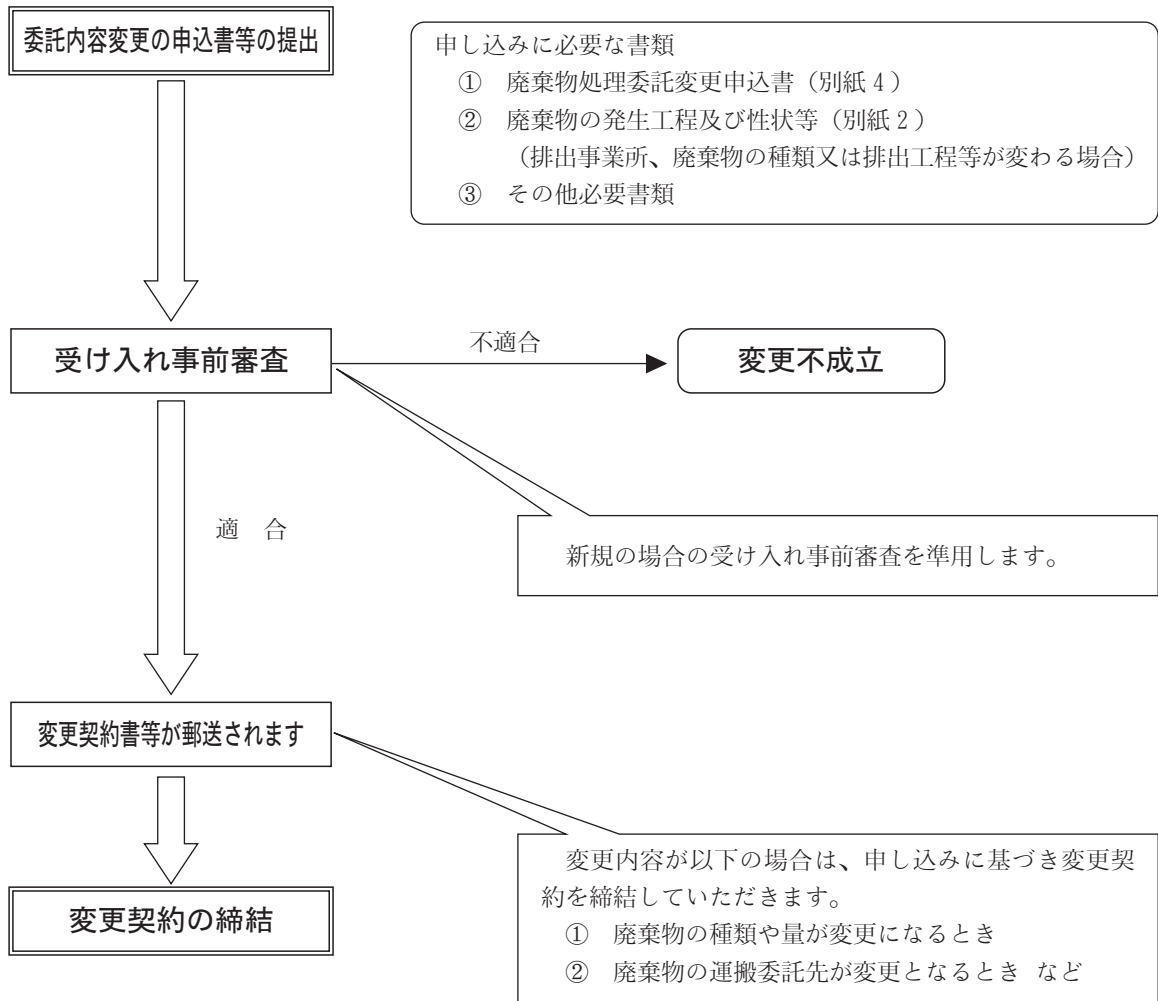 委託内容変更の申込書等の提出
申し込みに必要な書類
① 廃棄物処理委託変更申込書（別紙４）
② 廃棄物の発生工程及び性状等（別紙２）
（排出事業所、廃棄物の種類又は排出工程等が変わる場合）
③ その他必要書類
受け入れ事前審査
不適合
変更不成立
適　合
新規の場合の受け入れ事前審査を準用します。
変更契約書等が郵送されます
変更内容が以下の場合は、申し込みに基づき変更契
約を締結していただきます。
① 廃棄物の種類や量が変更になるとき
② 廃棄物の運搬委託先が変更となるとき など
変更契約の締結